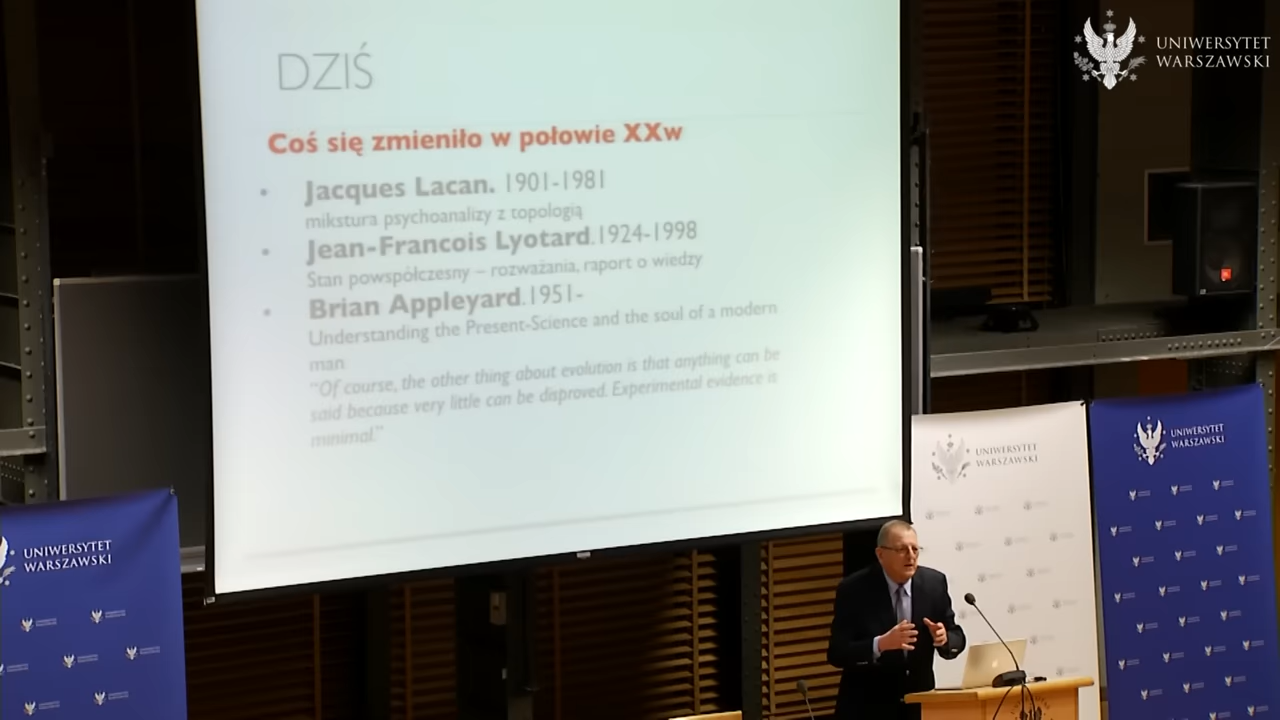 UNIWERSYTET
WARSZAWSKI
DZIŚ
Coś się zmieniło w połowie XXw
• Jacques Lacan. 1901-1981
mikstura psychoanalizy z topologią
• Jean-Francois Lyotard.1924-1998
Stan powspółczesny – rozważania, raport o wiedzy
• Brian Appleyard.1951-
Understanding the Present-Science and the soul of a modern
man
"Of course, the other thing about evolution is that anything can be
said because very little can be disproved. Experimental evidence is
minimal."
UNIWERSYTET
WARSZAWSKI
UNIWERSYTET
WARSZAWSKI
UNIWERSYTET
WARSZAWSKI